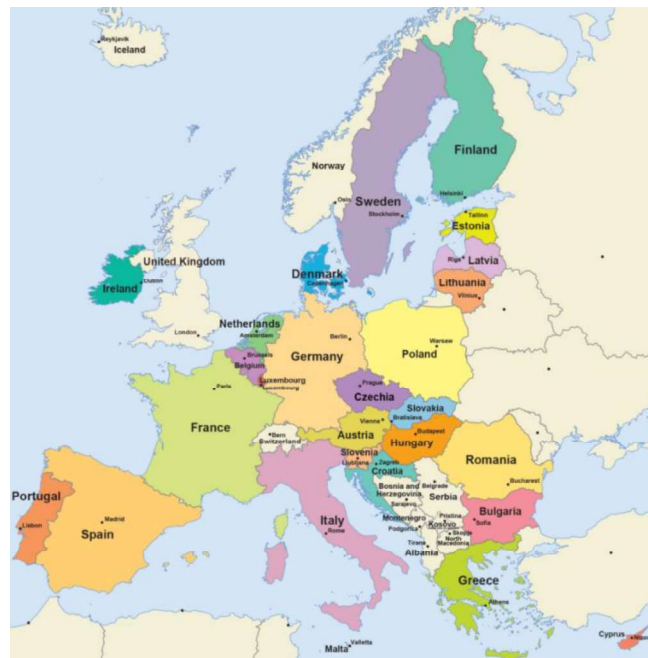 Reykjavik
Iceland
Finland
Norway
Helsinki
Oslo
Sweden
Stockholm
Tallinn
Estonia
Riga
Latvia
United Kingdom
Dublin
Ireland
Denmark
Copenhagen
Lithuania
Vilnius
Netherlands
Amsterdam
London
Berlin
Warsaw
Poland
Germany
Brussels
Belgium
Luxembourg
Luxembourg
Prague
Czechia
Paris
Slovakia
Bratislava
Vienna
Austria
Budapest
Hungary
France
Bern
Switzerland
Slovenia
Ljubljana
Zagreb
Croatia
Romania
Bucharest
Bosnia and
Herzegovina
Sarajevo
Belgrade
Serbia
Portugal
Lisbon
Madrid
Spain
Italy
Rome
Montenegro
Podgorica
Pristina
Kosovo
Bulgaria
Sofia
Skopje
North
Macedonia
Tirana
Albania
Greece
Athens
Valletta
Malta
Cyprus